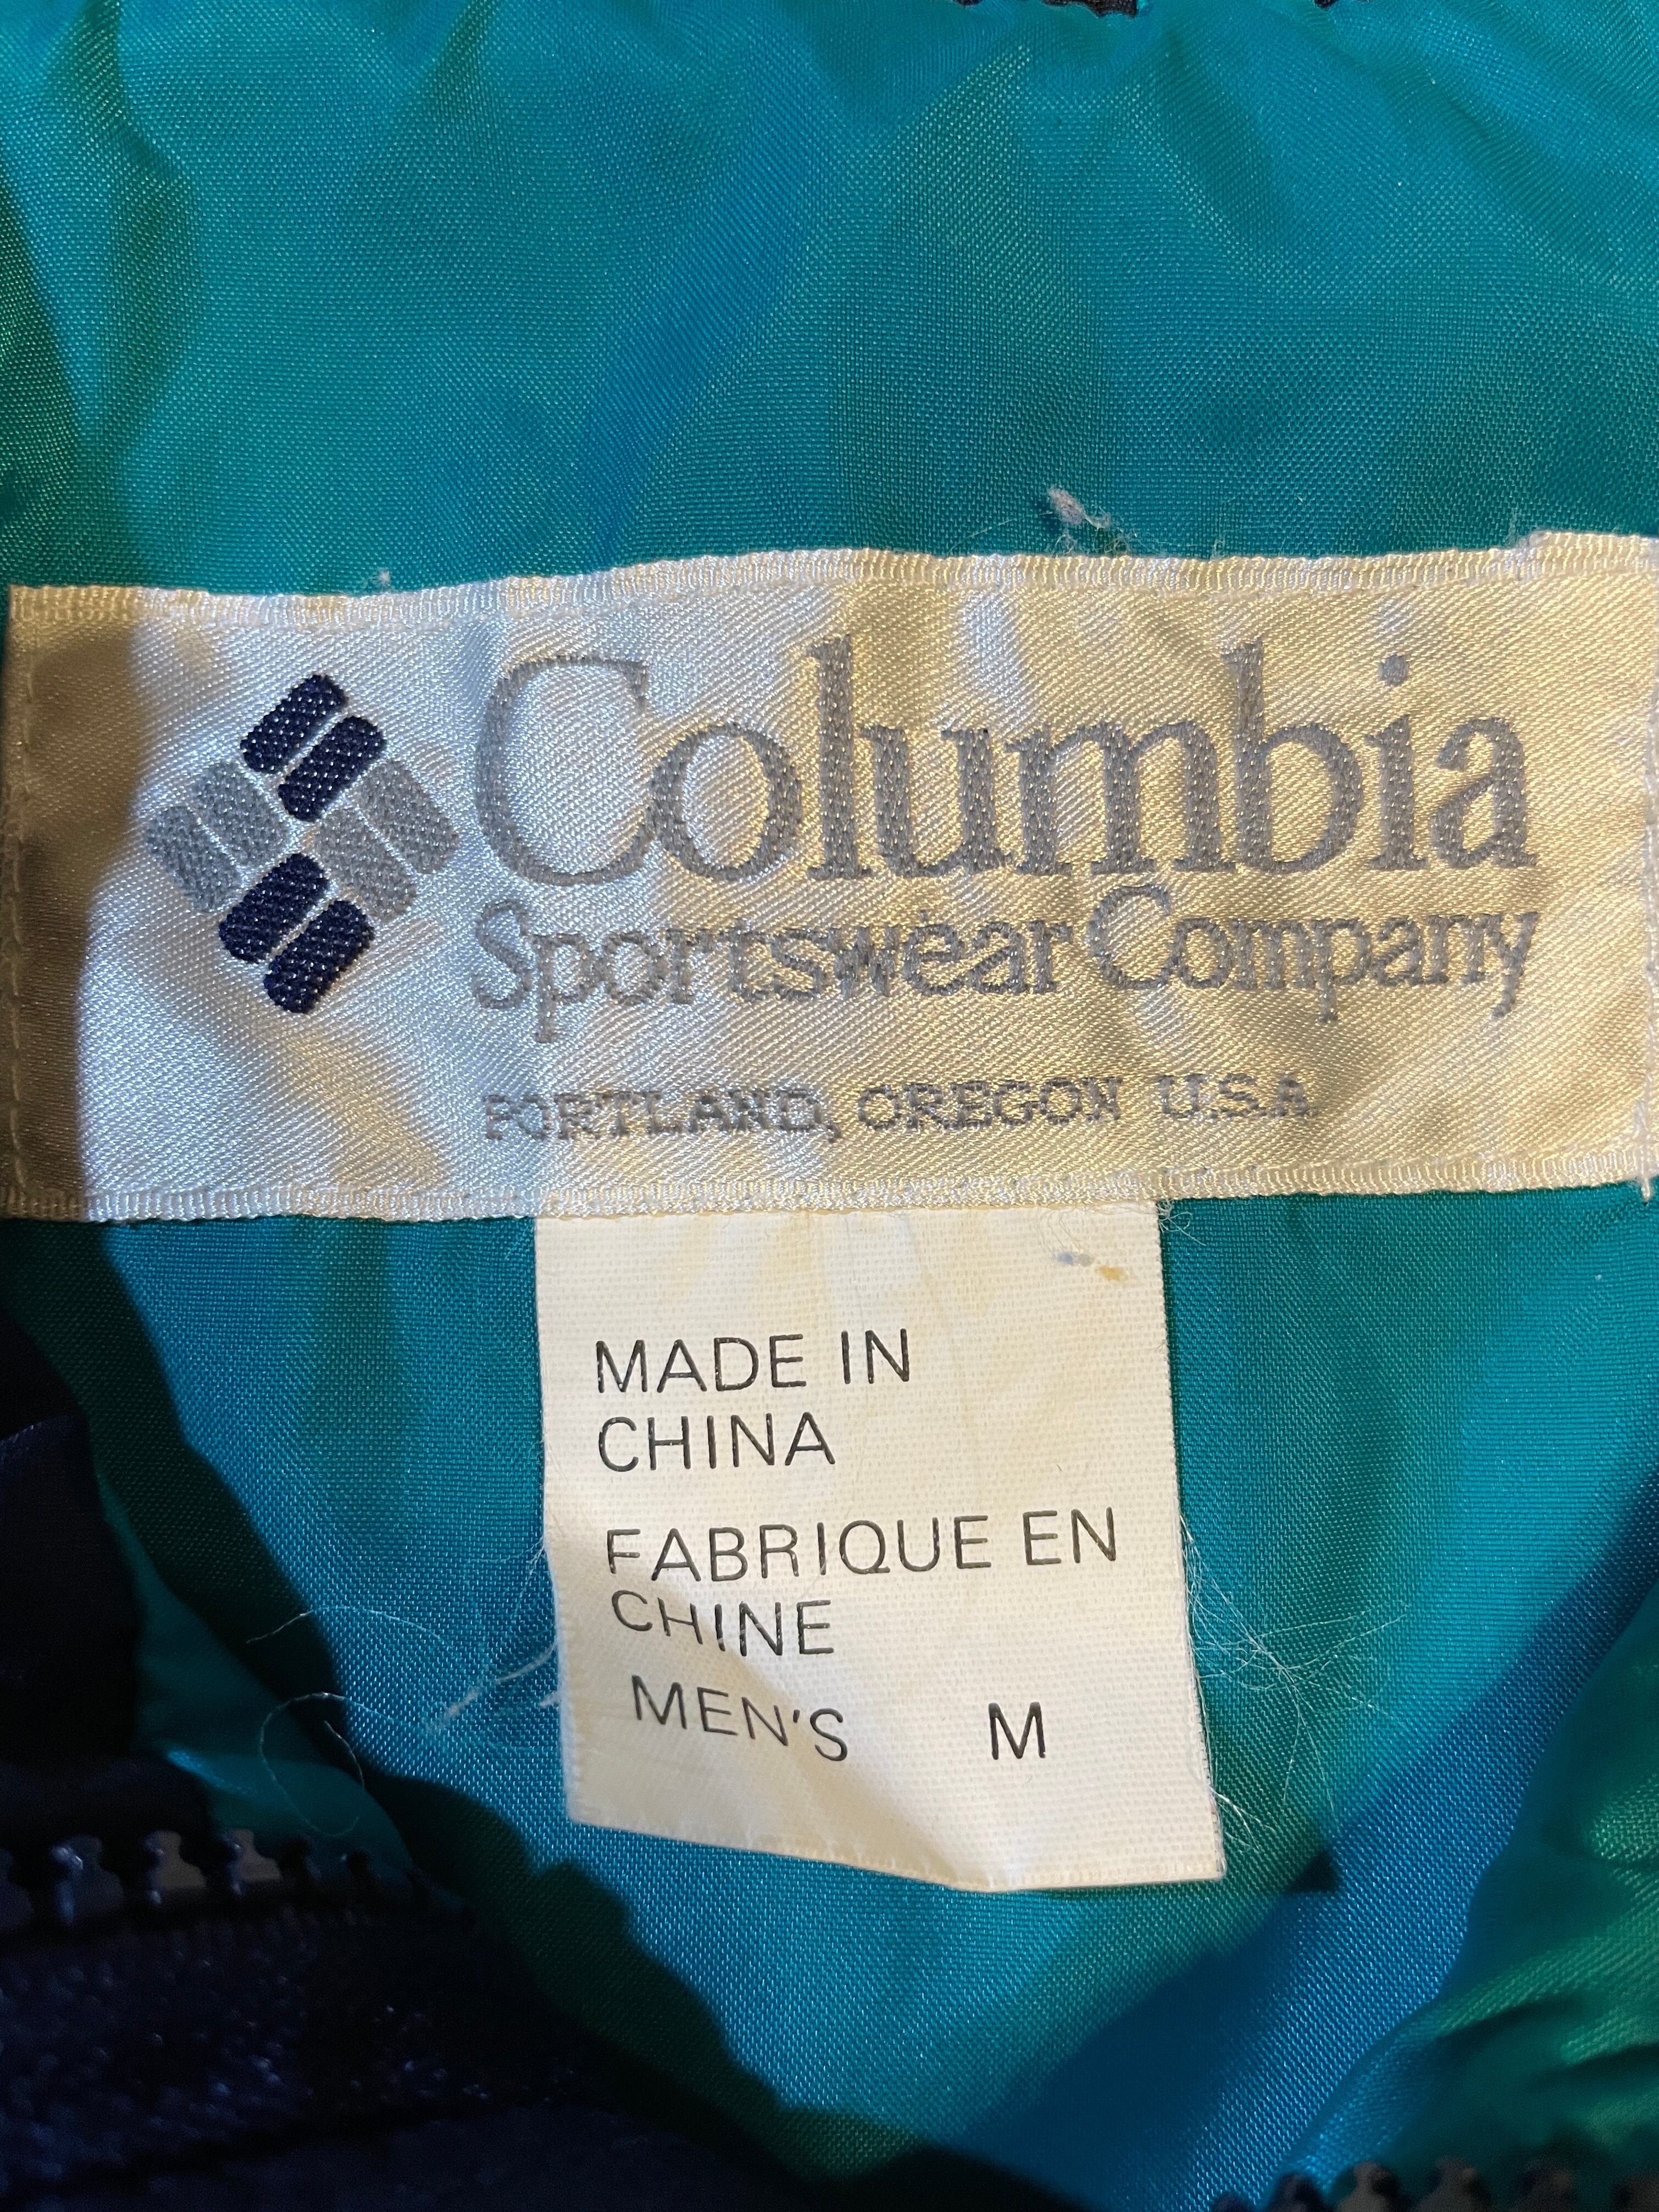 Columbia
Sportswear Company
PORTLAND, OREGON U.S.A.
MADE IN
CHINA
FABRIQUE EN
CHINE
MEN'S M